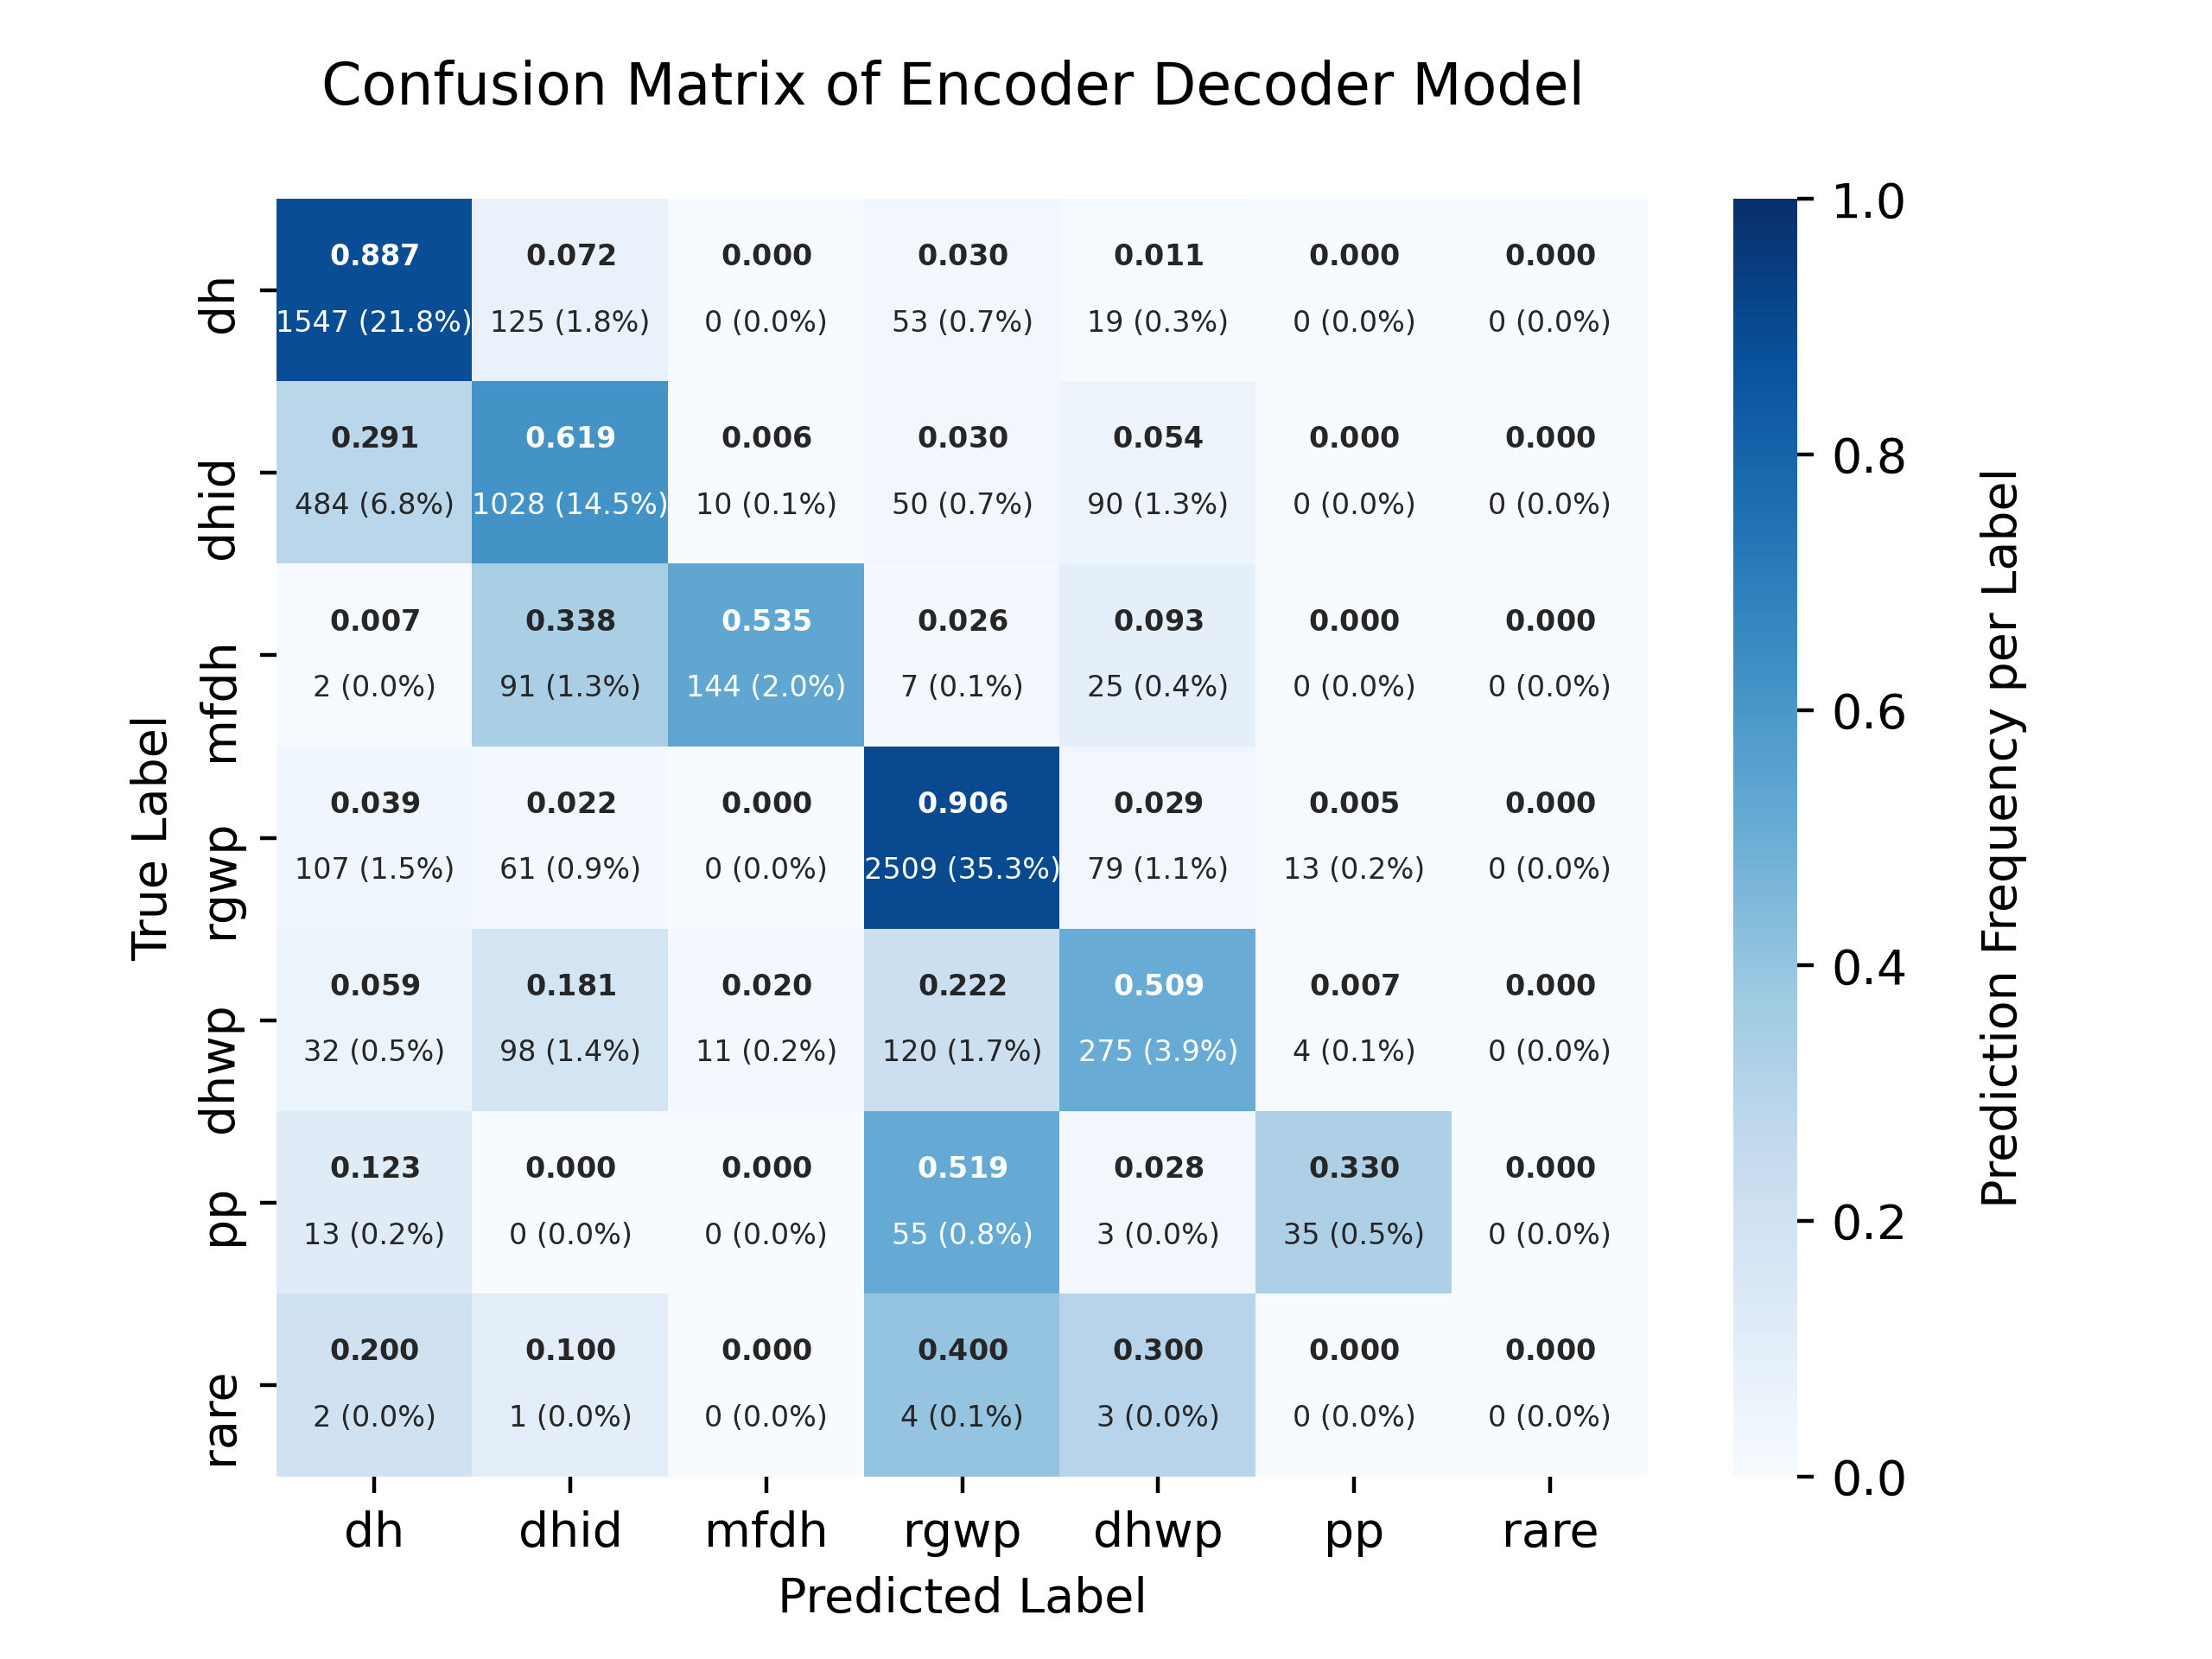 Confusion Matrix of Encoder Decoder Model
0.887 0.072 0.000 0.030 0.011 0.000 0.000
dh
1547 (21.8%) 125 (1.8%) 0 (0.0%) 53 (0.7%) 19 (0.3%) 0 (0.0%) 0 (0.0%)
0.291 0.619 0.006 0.030 0.054 0.000 0.000
dhid
484 (6.8%) 1028 (14.5%) 10 (0.1%) 50 (0.7%) 90 (1.3%) 0 (0.0%) 0 (0.0%)
0.007 0.338 0.535 0.026 0.093 0.000 0.000
mfdh
2 (0.0%) 91 (1.3%) 144 (2.0%) 7 (0.1%) 25 (0.4%) 0 (0.0%) 0 (0.0%)
0.039 0.022 0.000 0.906 0.029 0.005 0.000
rgwp
107 (1.5%) 61 (0.9%) 0 (0.0%) 2509 (35.3%) 79 (1.1%) 13 (0.2%) 0 (0.0%)
0.059 0.181 0.020 0.222 0.509 0.007 0.000
dhwp
32 (0.5%) 98 (1.4%) 11 (0.2%) 120 (1.7%) 275 (3.9%) 4 (0.1%) 0 (0.0%)
0.123 0.000 0.000 0.519 0.028 0.330 0.000
pp
13 (0.2%) 0 (0.0%) 0 (0.0%) 55 (0.8%) 3 (0.0%) 35 (0.5%) 0 (0.0%)
0.200 0.100 0.000 0.400 0.300 0.000 0.000
rare
2 (0.0%) 1 (0.0%) 0 (0.0%) 4 (0.1%) 3 (0.0%) 0 (0.0%) 0 (0.0%)
True Label
dh dhid mfdh rgwp dhwp pp rare
Predicted Label
1.0
0.8
0.6
0.4
0.2
0.0
Prediction Frequency per Label